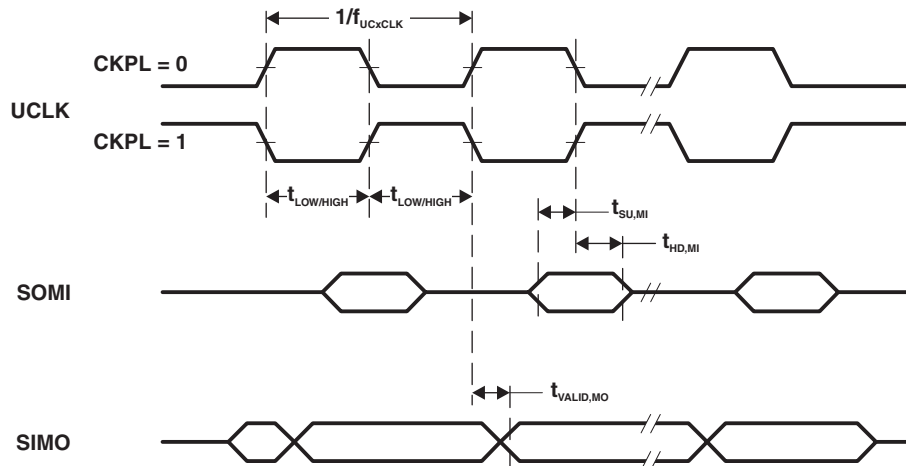 1/fUCxCLK
CKPL = 0
UCLK
CKPL = 1
tLOW/HIGH tLOW/HIGH
tSU,MI
tHD,MI
SOMI
tVALID,MO
SIMO